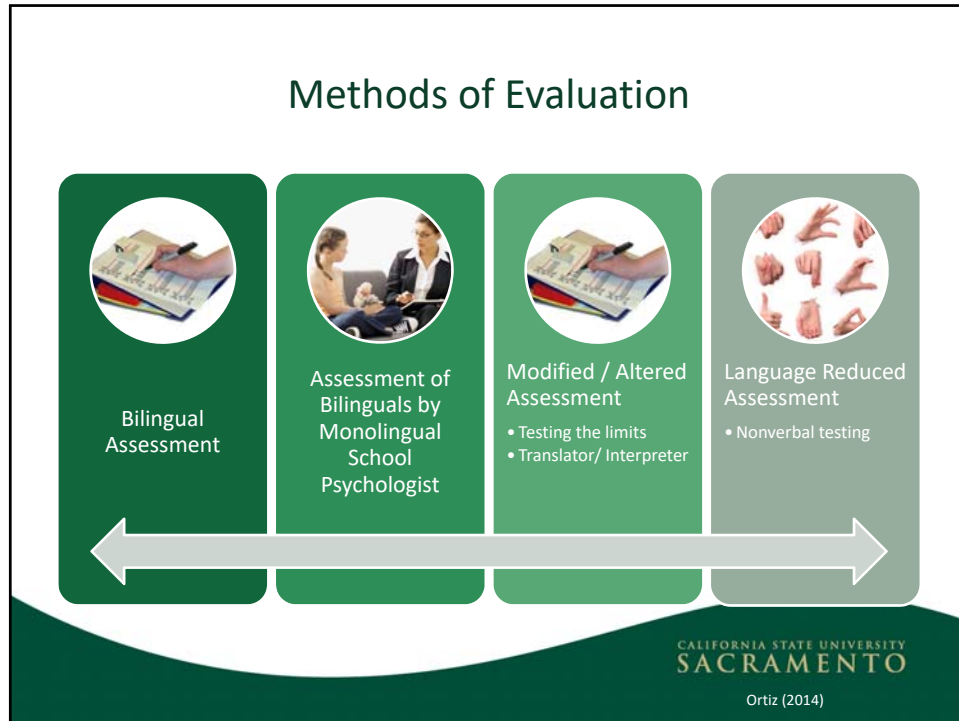 Methods of Evaluation
Bilingual
Assessment
Assessment of
Bilinguals by
Monolingual
School
Psychologist
Modified / Altered
Assessment
• Testing the limits
• Translator/ Interpreter
Language Reduced
Assessment
• Nonverbal testing
CALIFORNIA STATE UNIVERSITY
SACRAMENTO
Ortiz (2014)